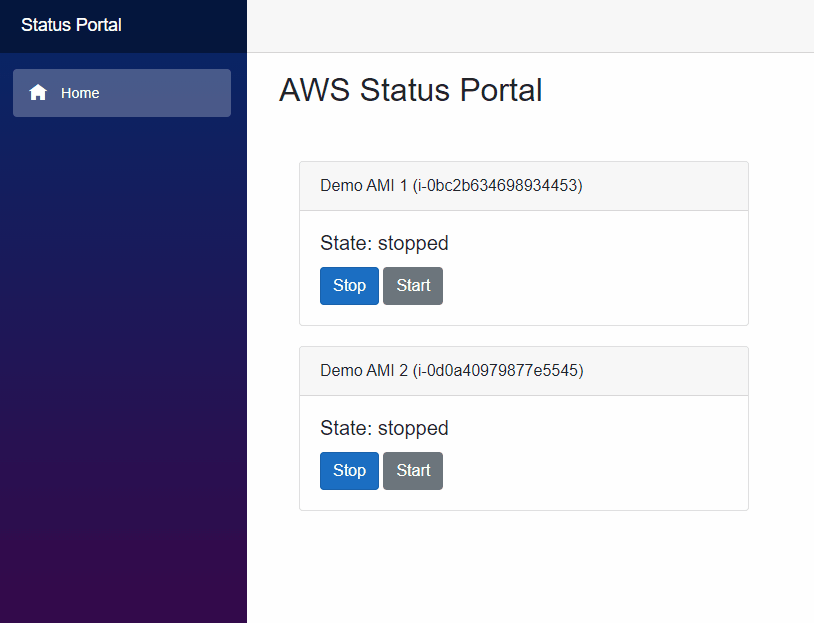 Status Portal
Home
AWS Status Portal
Demo AMI 1 (i-0bc2b634698934453)
State: stopped
Stop Start
Demo AMI 2 (i-0d0a40979877e5545)
State: stopped
Stop Start